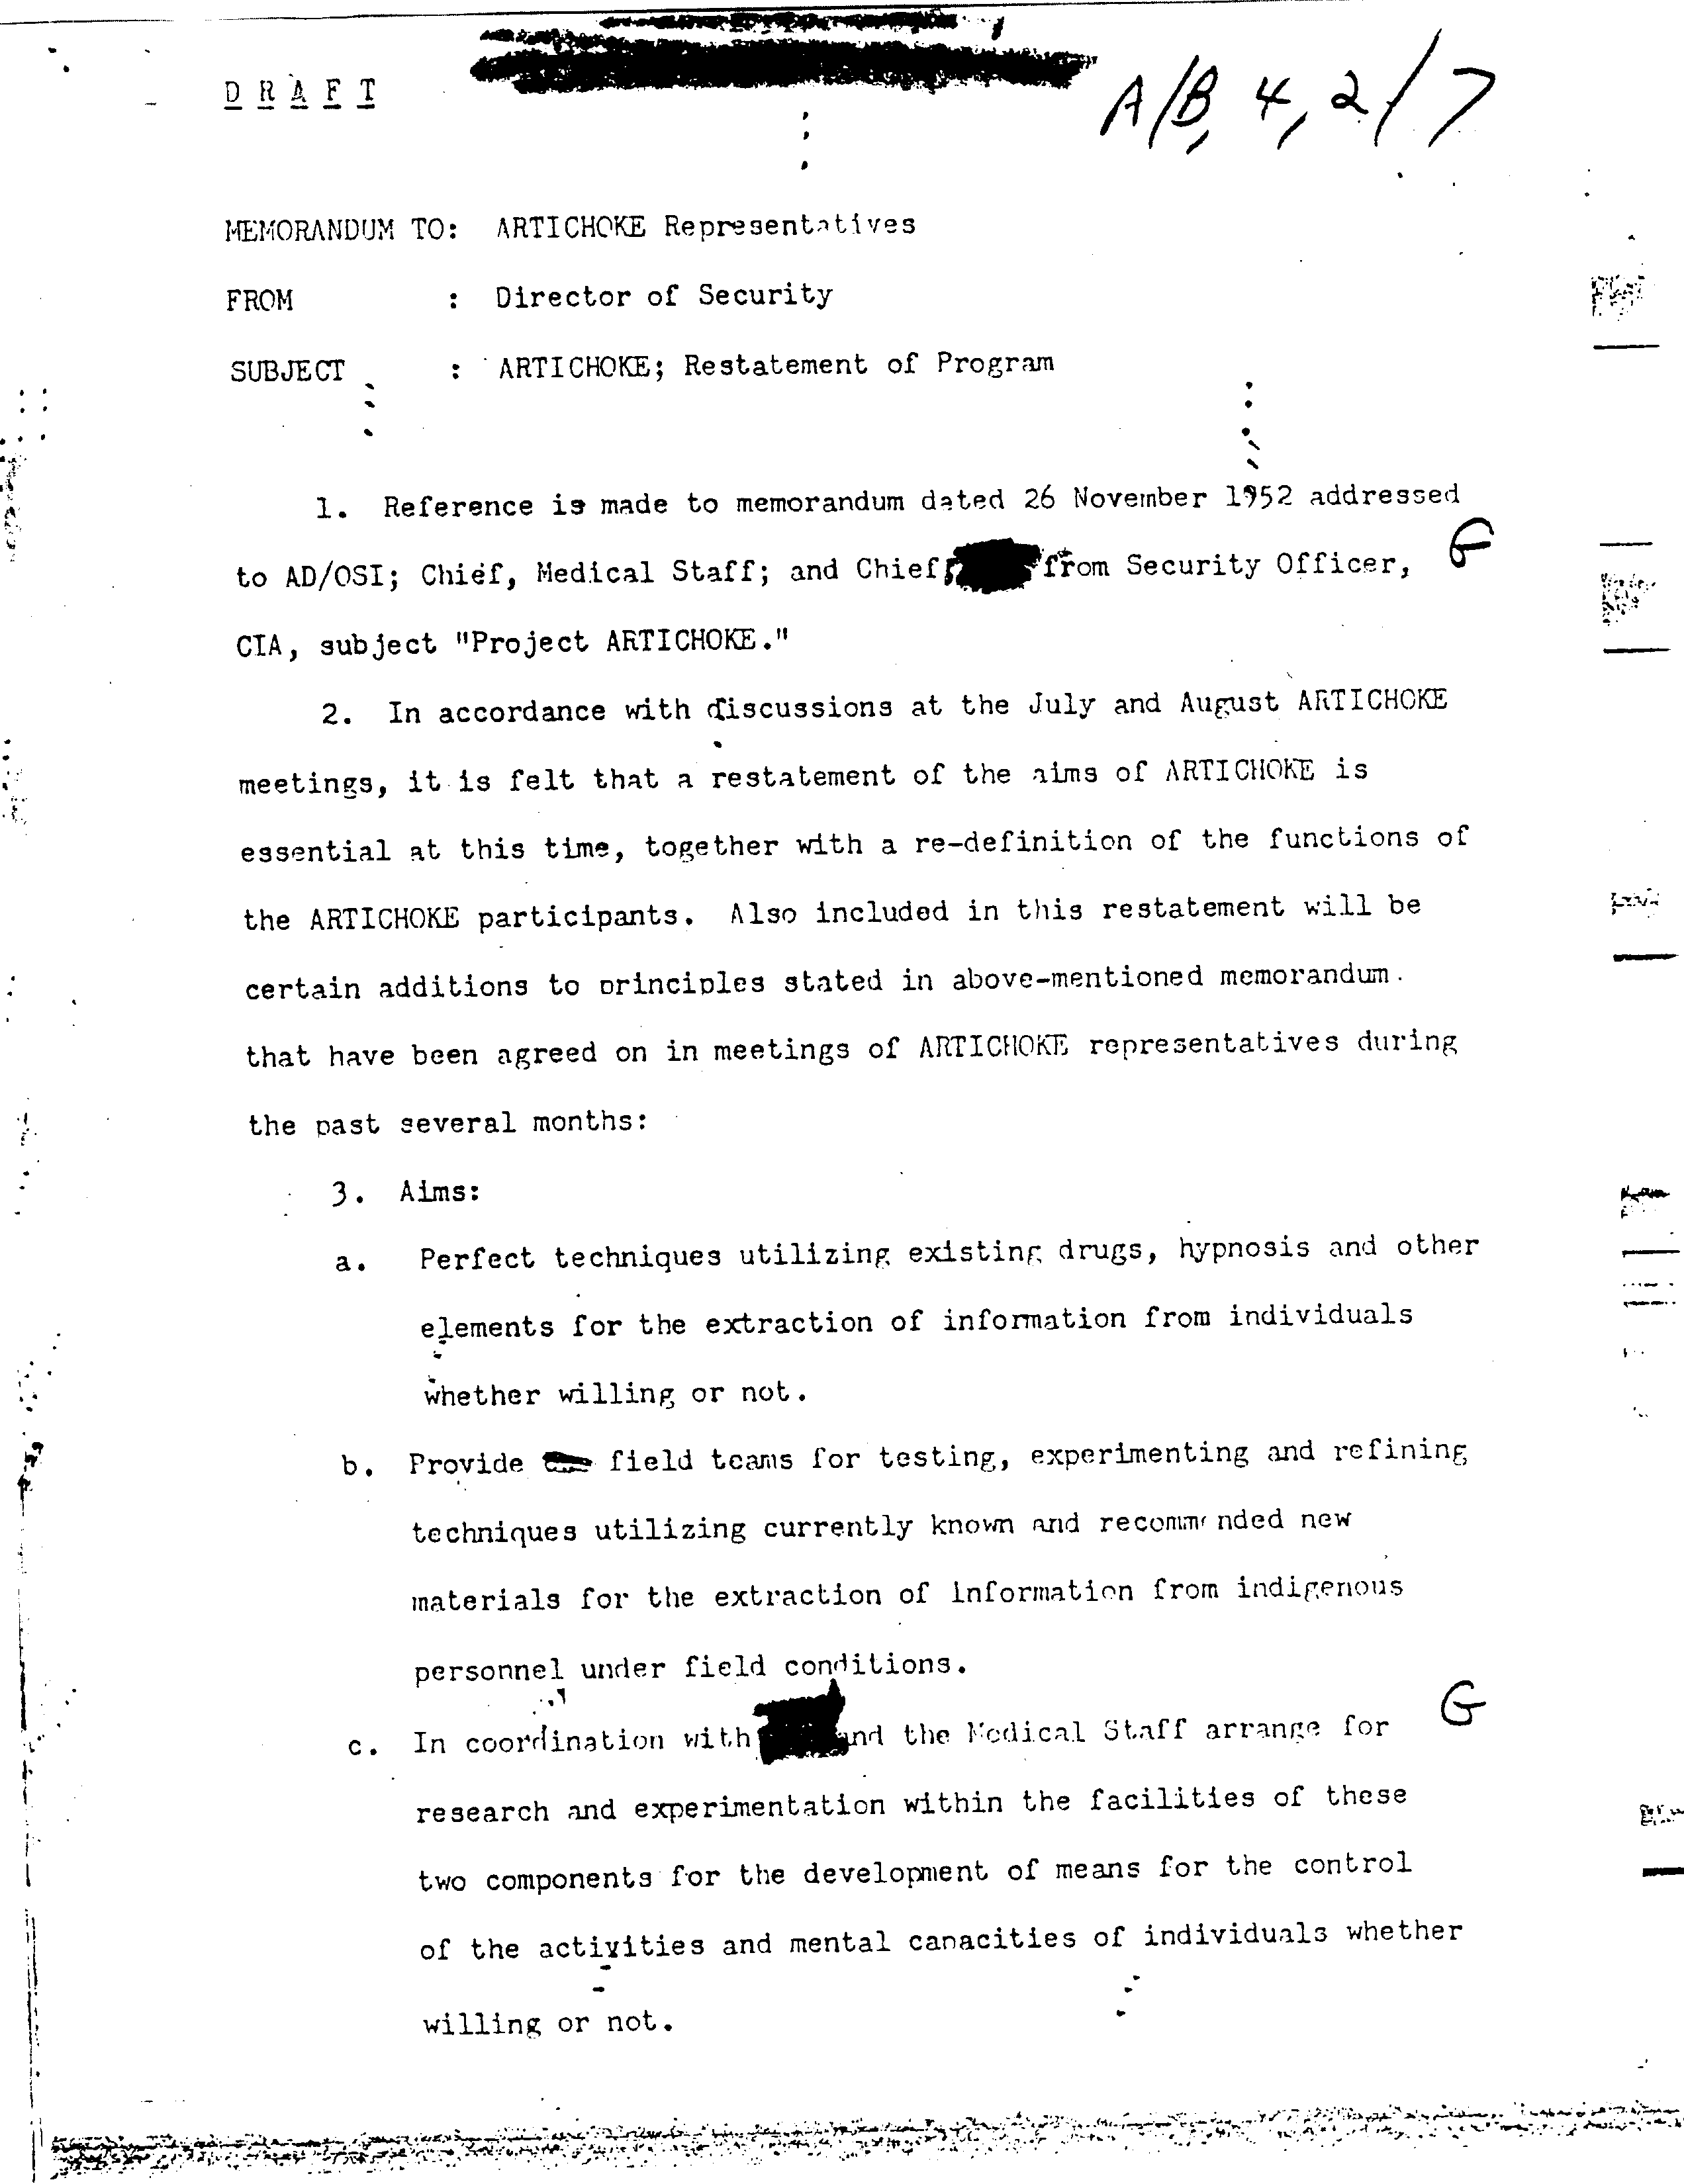 D R A F T
A/B, 4, 2/7
MEMORANDUM TO: ARTICHOKE Representatives
FROM : Director of Security
SUBJECT : ARTICHOKE; Restatement of Program
1. Reference is made to memorandum dated 26 November 1952 addressed
to AD/OSI; Chief, Medical Staff; and Chief, from Security Officer,
G
CIA, subject "Project ARTICHOKE."
2. In accordance with discussions at the July and August ARTICHOKE
meetings, it is felt that a restatement of the aims of ARTICHOKE is
essential at this time, together with a re-definition of the functions of
the ARTICHOKE participants. Also included in this restatement will be
certain additions to principles stated in above-mentioned memorandum.
that have been agreed on in meetings of ARTICHOKE representatives during
the past several months:
3. Aims:
a. Perfect techniques utilizing existing drugs, hypnosis and other
elements for the extraction of information from individuals
whether willing or not.
b. Provide field teams for testing, experimenting and refining
techniques utilizing currently known and recommended new
materials for the extraction of information from indigenous
personnel under field conditions.
c. In coordination with and the Medical Staff arrange for
G
research and experimentation within the facilities of these
two components for the development of means for the control
of the activities and mental capacities of individuals whether
willing or not.